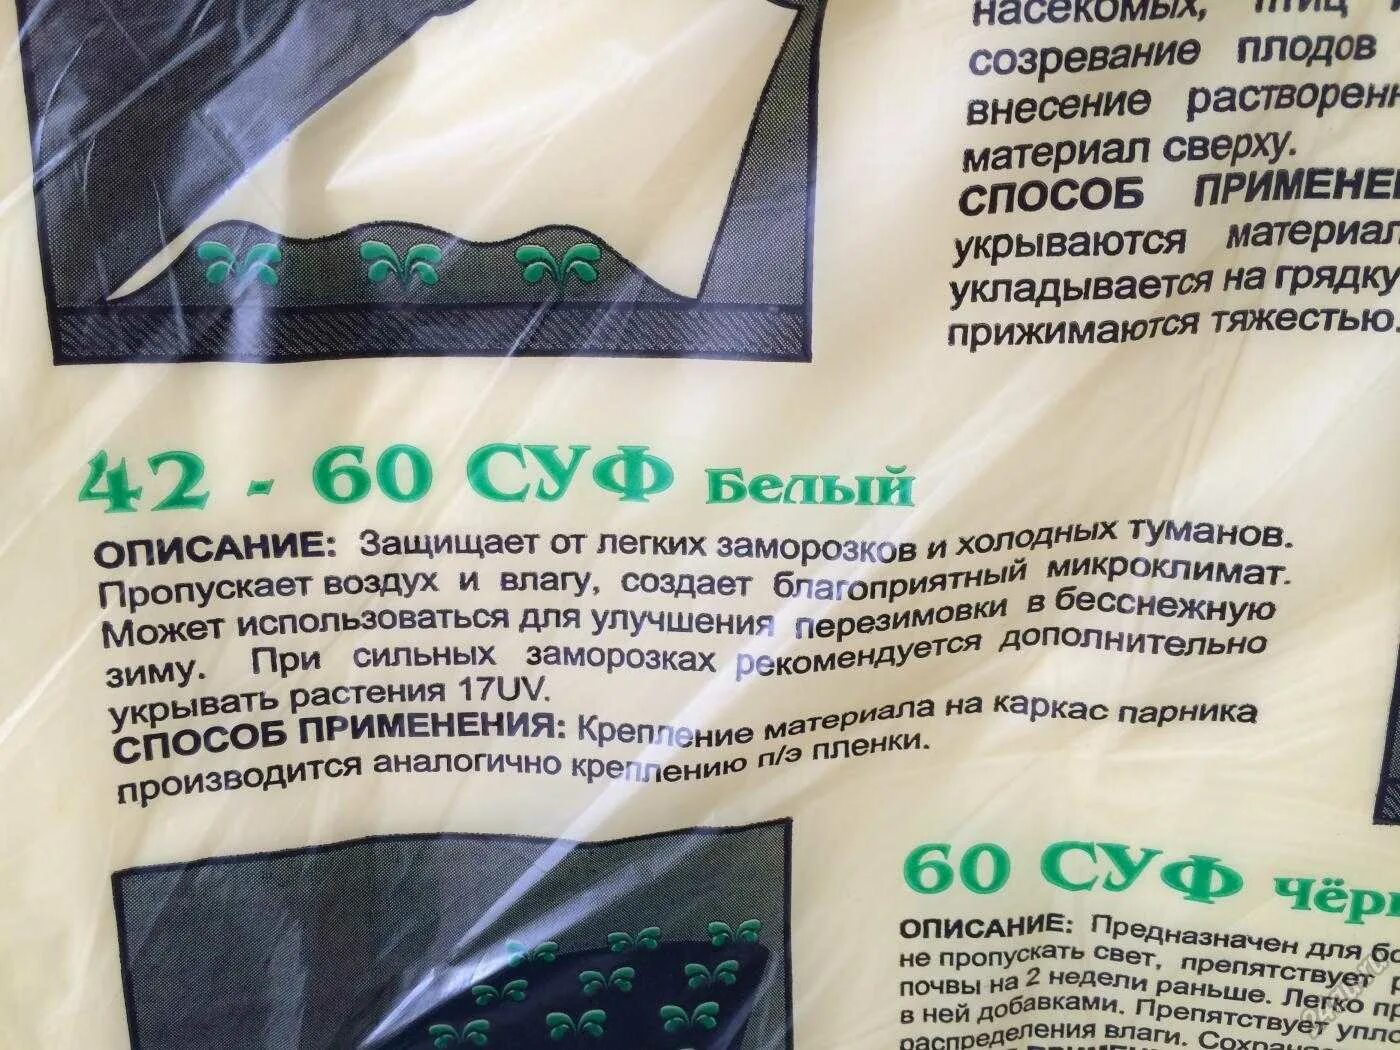 насекомых, птиц
созревание плодов
внесение
материал сверху.
СПОСОБ
укрываются
укладывается на грядку
прижимаются тяжестью.
42 - 60 СУФ Белый
ОПИСАНИЕ: Защищает от легких заморозков и холодных туманов.
Пропускает воздух и влагу, создает благоприятный микроклимат.
Может использоваться для улучшения перезимовки в бесснежную
зиму. При сильных заморозках рекомендуется дополнительно
укрывать растения 17UV.
СПОСОБ ПРИМЕНЕНИЯ: Крепление материала на каркас парника
производится аналогично креплению п/э пленки.
60 СУФ
ОПИСАНИЕ: Предназначен для
не пропускать свет, препятствует
почвы на 2 недели раньше. Легко
в ней добавками. Препятствует
распределения влаги.